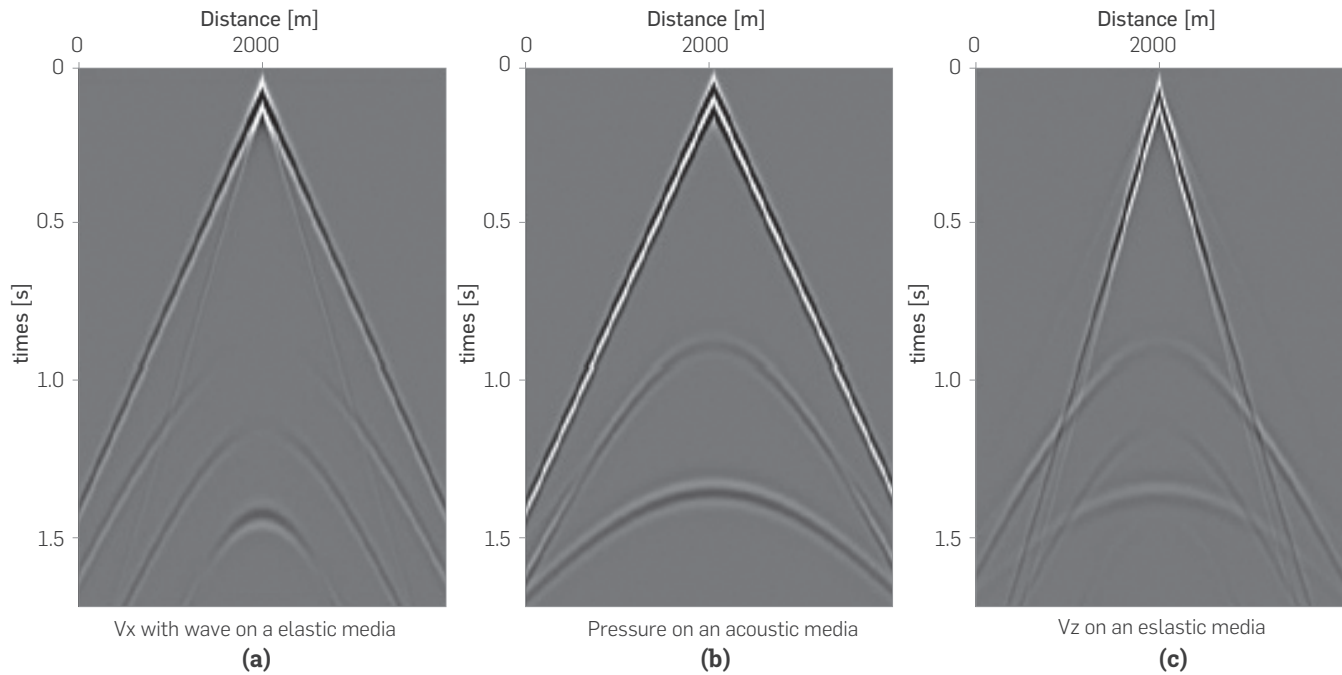 Distance [m]
0 2000
0
0.5
1.0
1.5
times [s]
Vx with wave on a elastic media
(a)
Distance [m]
0 2000
0
0.5
1.0
1.5
times [s]
Pressure on an acoustic media
(b)
Distance [m]
0 2000
0
0.5
1.0
1.5
times [s]
Vz on an eslastic media
(c)